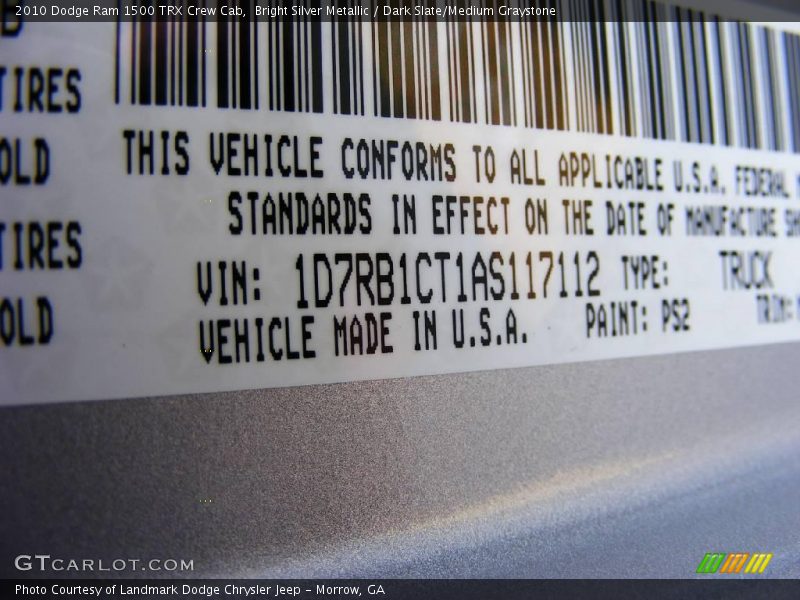 2010 Dodge Ram 1500 TRX Crew Cab, Bright Silver Metallic / Dark Slate/Medium Graystone
TIRES
OLD
THIS VEHICLE CONFORMS TO ALL APPLICABLE U.S.A. FEDERAL
STANDARDS IN EFFECT ON THE DATE OF MANUFACTURE SH
TIRES
VIN: 1D7RB1CT1AS117112 TYPE: TRUCK
OLD
VEHICLE MADE IN U.S.A. PAINT: PS2 TRIM:
GTCARLOT.COM
Photo Courtesy of Landmark Dodge Chrysler Jeep - Morrow, GA